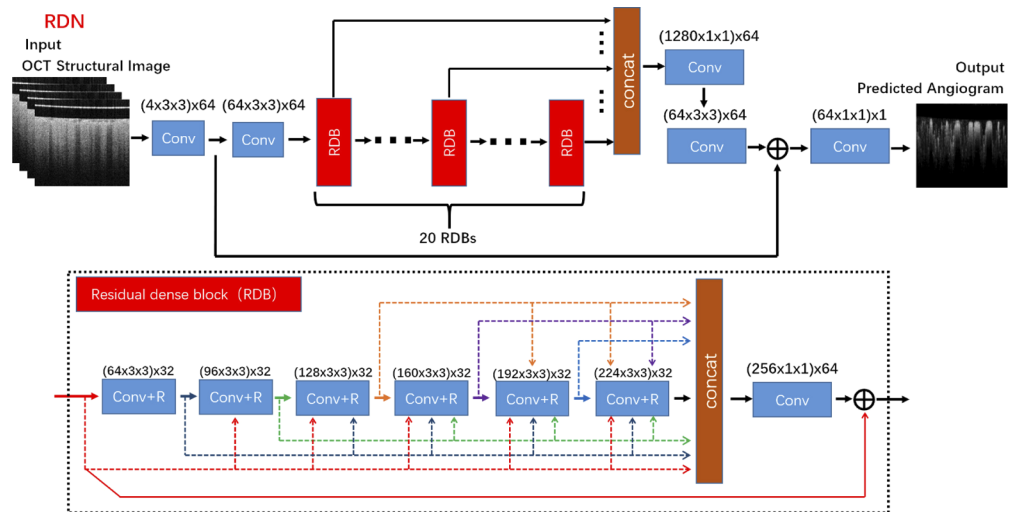 RDN
Input
OCT Structural Image
(4x3x3)x64
(64x3x3)x64
Conv
Conv
RDB
RDB
RDB
20 RDBs
concat
(1280x1x1)x64
Conv
(64x3x3)x64
Conv
(64x1x1)x1
Conv
Output
Predicted Angiogram
Residual dense block（RDB）
(64x3x3)x32
(96x3x3)x32
(128x3x3)x32
(160x3x3)x32
(192x3x3)x32
(224x3x3)x32
Conv+R
Conv+R
Conv+R
Conv+R
Conv+R
Conv+R
concat
(256x1x1)x64
Conv